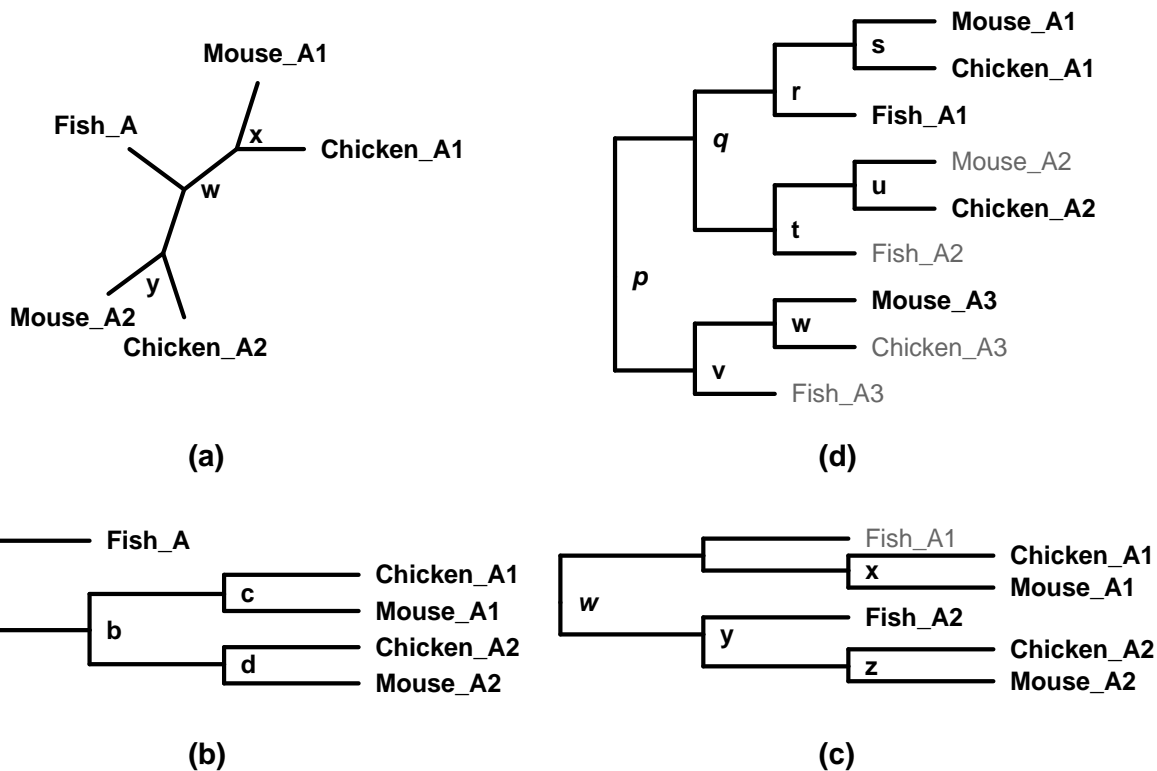 Mouse_A1
Fish_A
x
Chicken_A1
w
y
Mouse_A2
Chicken_A2
(a)
Mouse_A1
s
Chicken_A1
r
Fish_A1
q
Mouse_A2
u
Chicken_A2
t
Fish_A2
p
Mouse_A3
w
Chicken_A3
v
Fish_A3
(d)
Fish_A
Chicken_A1
c
Mouse_A1
b
Chicken_A2
d
Mouse_A2
(b)
Fish_A1
Chicken_A1
x
Mouse_A1
w
Fish_A2
y
Chicken_A2
z
Mouse_A2
(c)